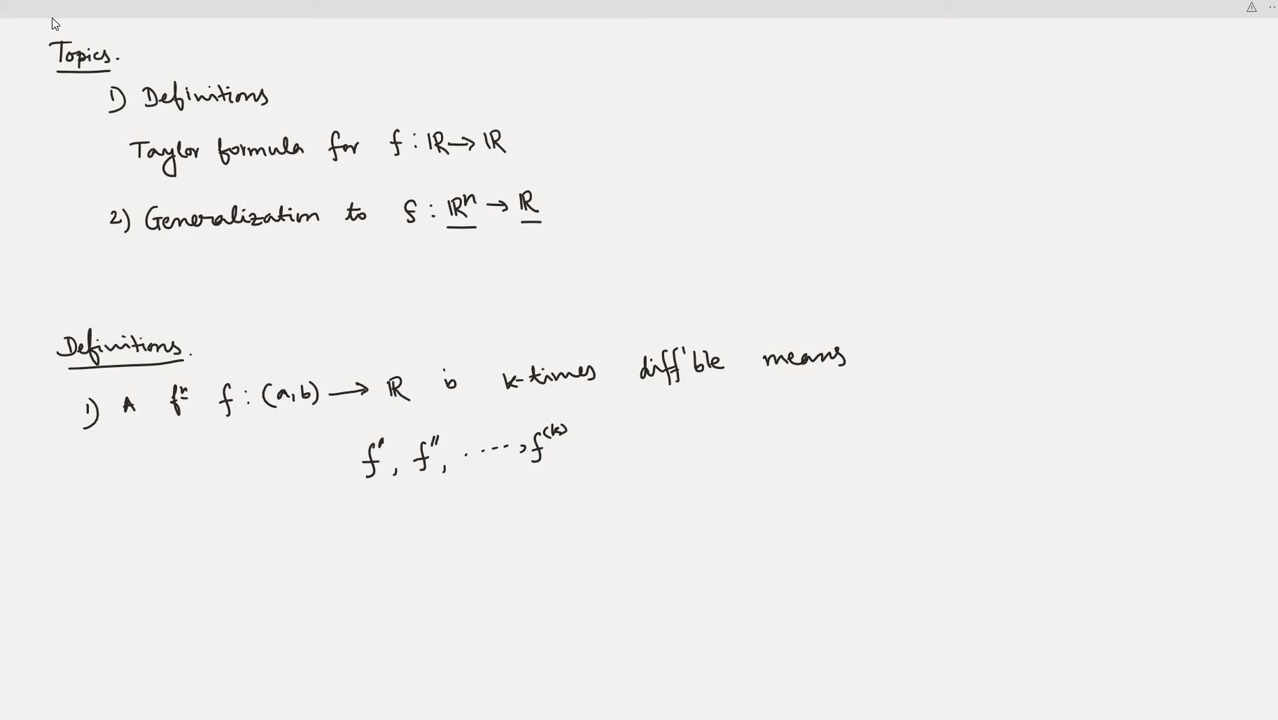 Topics.
1) Definitions
Taylor formula for f : ℝ → ℝ
2) Generalization to f : ℝⁿ → ℝ
Definitions.
1) A fⁿ f : (a,b) → ℝ is k-times diff'ble means
f', f'', ....., f⁽ᵏ⁾